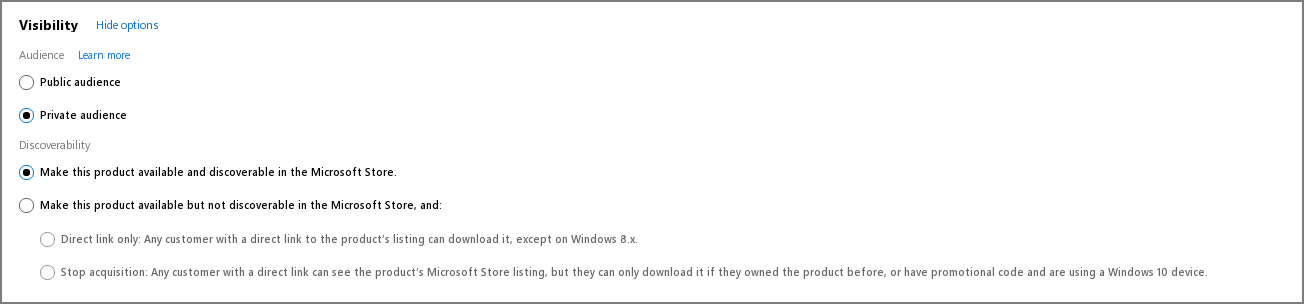 Visibility Hide options
Audience Learn more
Public audience
Private audience
Discoverability
Make this product available and discoverable in the Microsoft Store.
Make this product available but not discoverable in the Microsoft Store, and:
Direct link only: Any customer with a direct link to the product's listing can download it, except on Windows 8.x.
Stop acquisition: Any customer with a direct link can see the product's Microsoft Store listing, but they can only download it if they owned the product before, or have promotional code and are using a Windows 10 device.